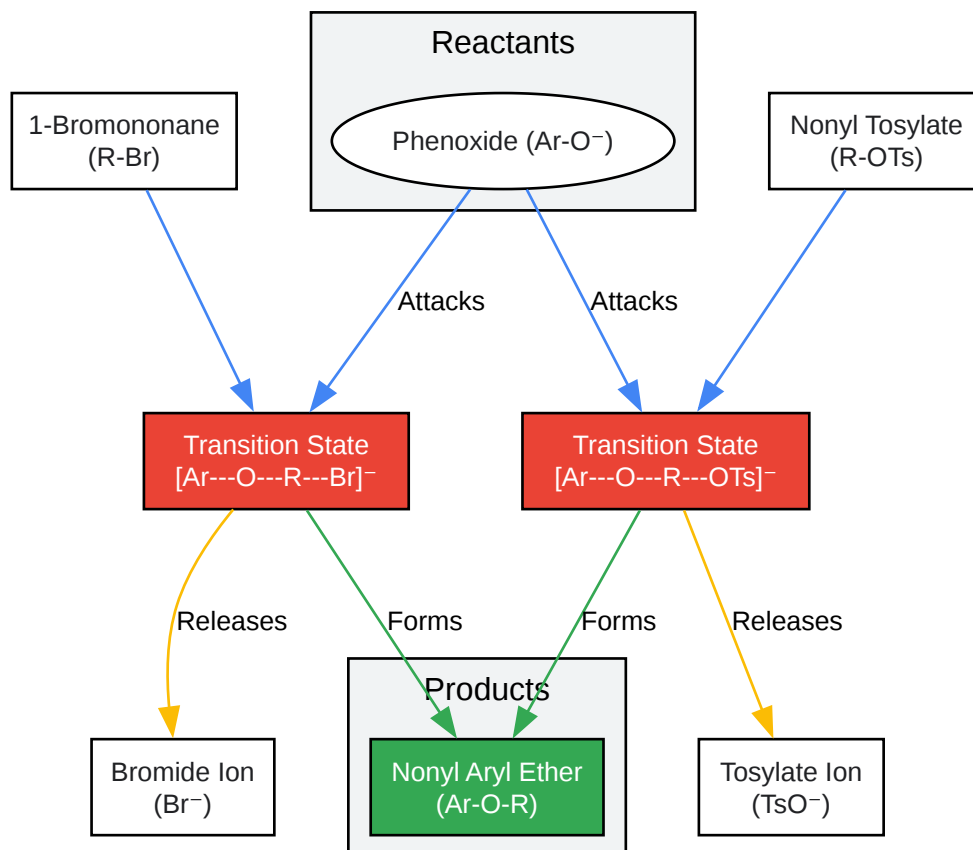 Reactants
1-Bromononane
(R-Br)
Phenoxide (Ar-O⁻)
Nonyl Tosylate
(R-OTs)
Attacks
Attacks
Transition State
[Ar---O---R---Br]⁻
Transition State
[Ar---O---R---OTs]⁻
Releases
Forms
Forms
Releases
Products
Bromide Ion
(Br⁻)
Nonyl Aryl Ether
(Ar-O-R)
Tosylate Ion
(TsO⁻)